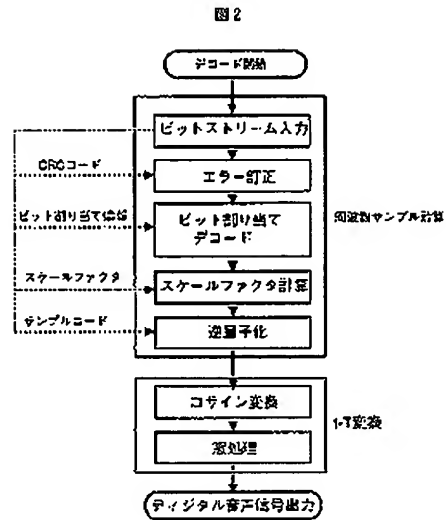 図2
デコード開始
ビットストリーム入力
CRCコード
エラー訂正
ビット割り当て情報
ビット割り当て
デコード
周波数サンプル計算
スケールファクタ
スケールファクタ計算
サンプルコード
逆量子化
コサイン変換
変換
後処理
ディジタル音声信号出力